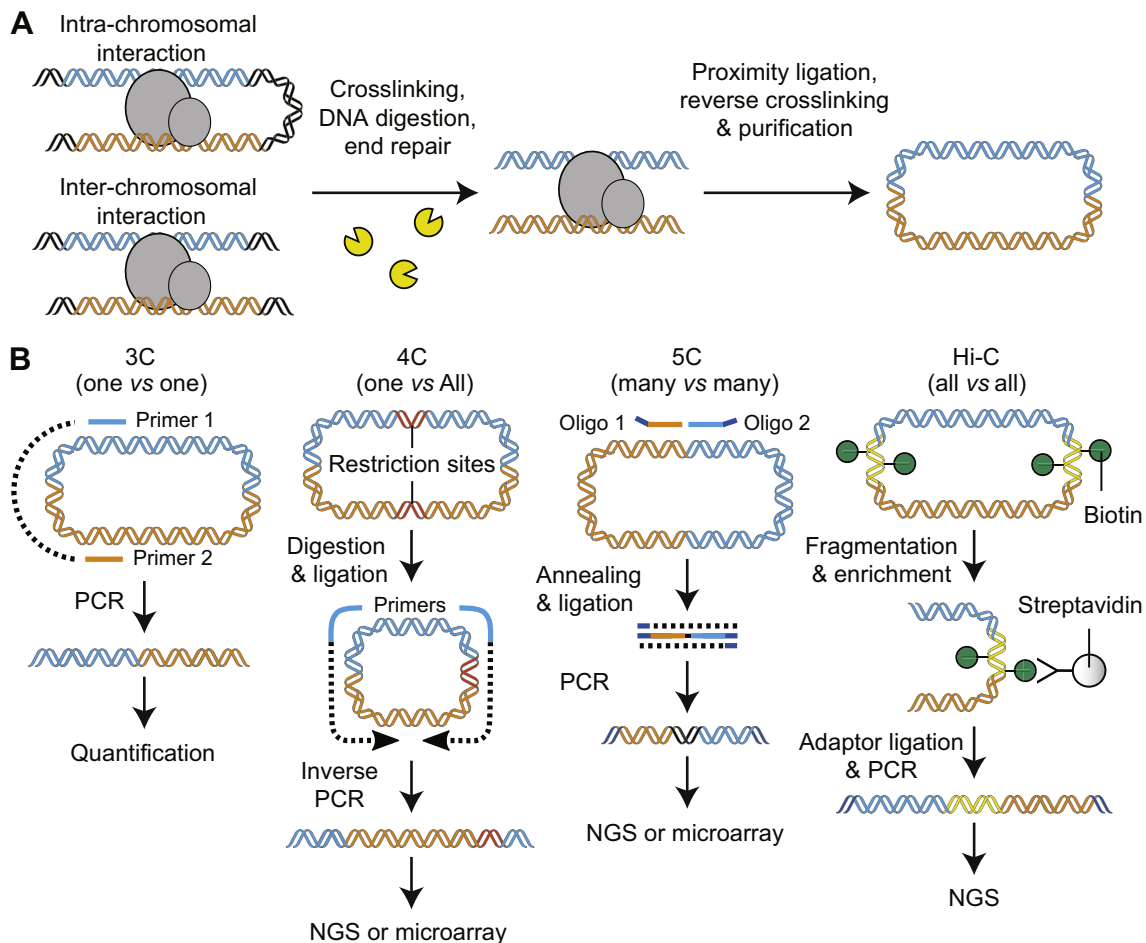 A
Intra-chromosomal
interaction
Crosslinking,
DNA digestion,
end repair
Proximity ligation,
reverse crosslinking
& purification
Inter-chromosomal
interaction
B
3C
(one vs one)
Primer 1
Primer 2
PCR
Quantification
4C
(one vs All)
Restriction sites
Digestion
& ligation
Primers
Inverse
PCR
NGS or microarray
5C
(many vs many)
Oligo 1
Oligo 2
Annealing
& ligation
PCR
NGS or microarray
Hi-C
(all vs all)
Biotin
Fragmentation
& enrichment
Streptavidin
Adaptor ligation
& PCR
NGS